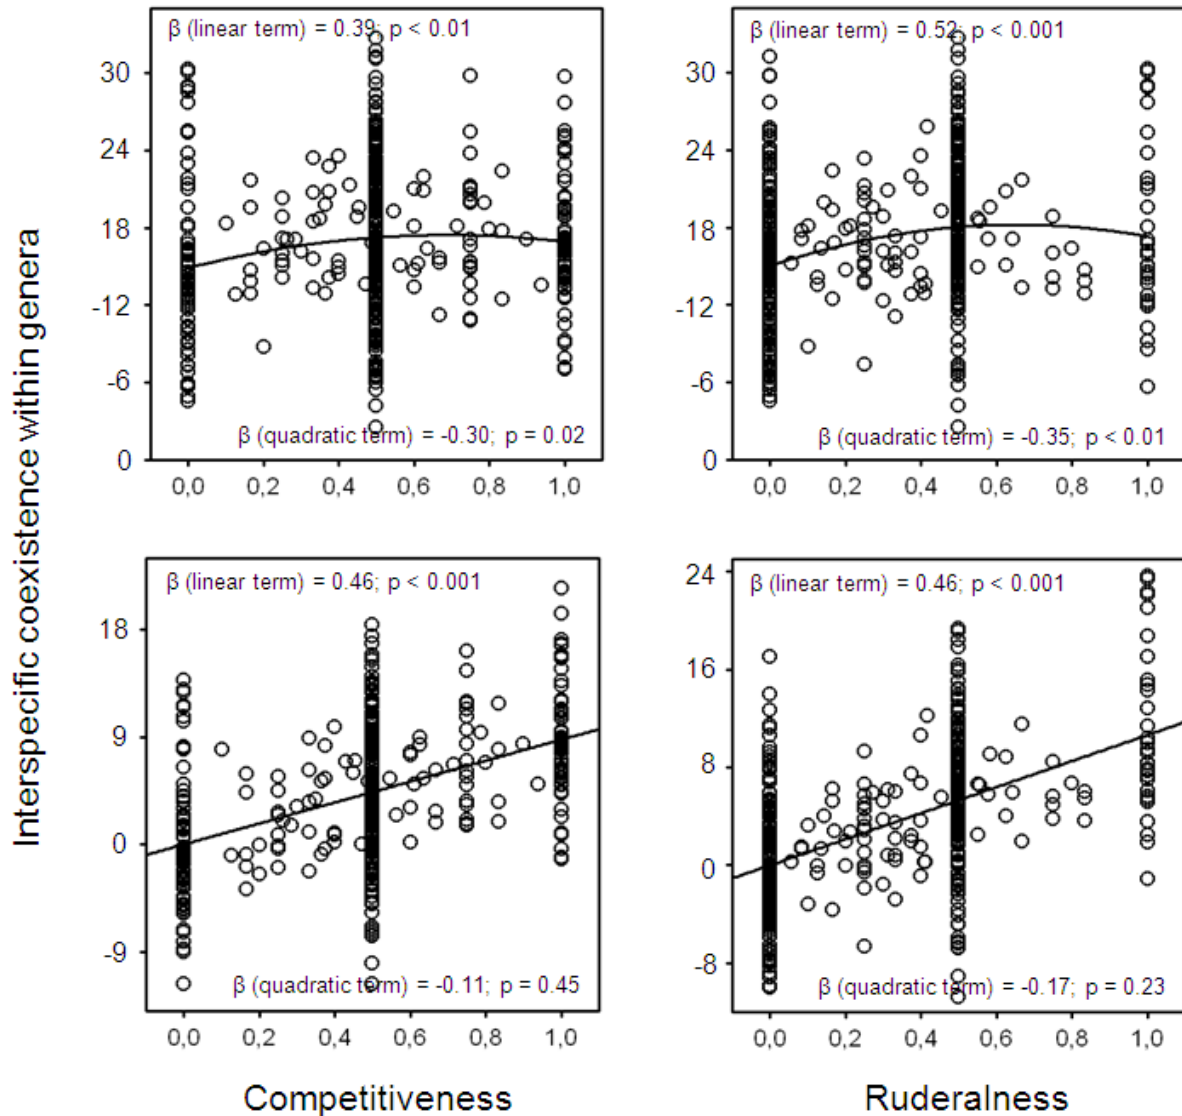 β (linear term) = 0.39; p < 0.01
β (linear term) = 0.52; p < 0.001
30
24
18
-12
-6
0
30
24
18
-12
-6
0
β (quadratic term) = -0.30; p = 0.02
β (quadratic term) = -0.35; p < 0.01
0,0 0,2 0,4 0,6 0,8 1,0
0,0 0,2 0,4 0,6 0,8 1,0
Interspecific coexistence within genera
β (linear term) = 0.46; p < 0.001
β (linear term) = 0.46; p < 0.001
18
9
0
-9
24
16
8
0
-8
β (quadratic term) = -0.11; p = 0.45
β (quadratic term) = -0.17; p = 0.23
0,0 0,2 0,4 0,6 0,8 1,0
0,0 0,2 0,4 0,6 0,8 1,0
Competitiveness
Ruderalness